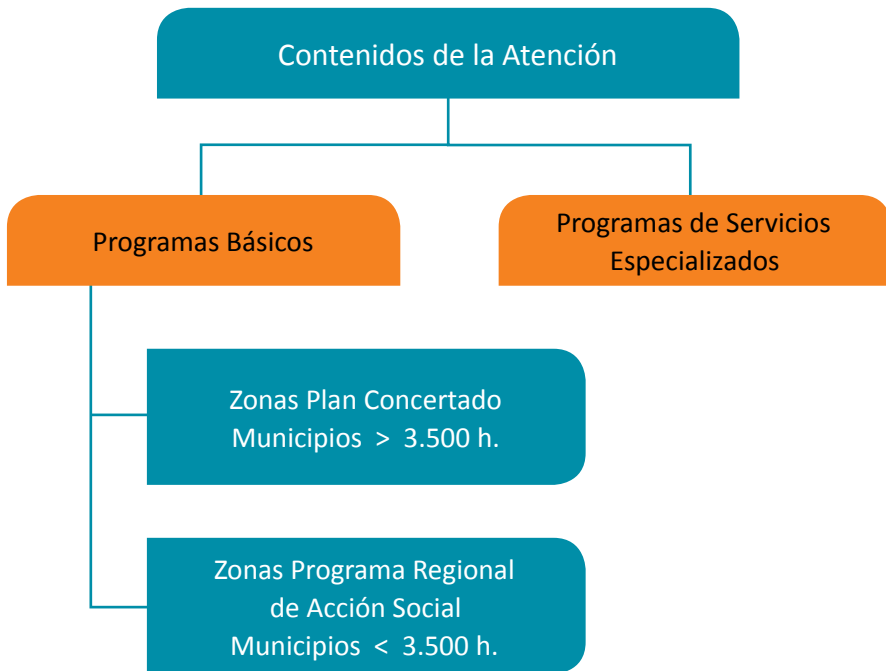 Contenidos de la Atención
Programas Básicos
Programas de Servicios
Especializados
Zonas Plan Concertado
Municipios > 3.500 h.
Zonas Programa Regional
de Acción Social
Municipios < 3.500 h.